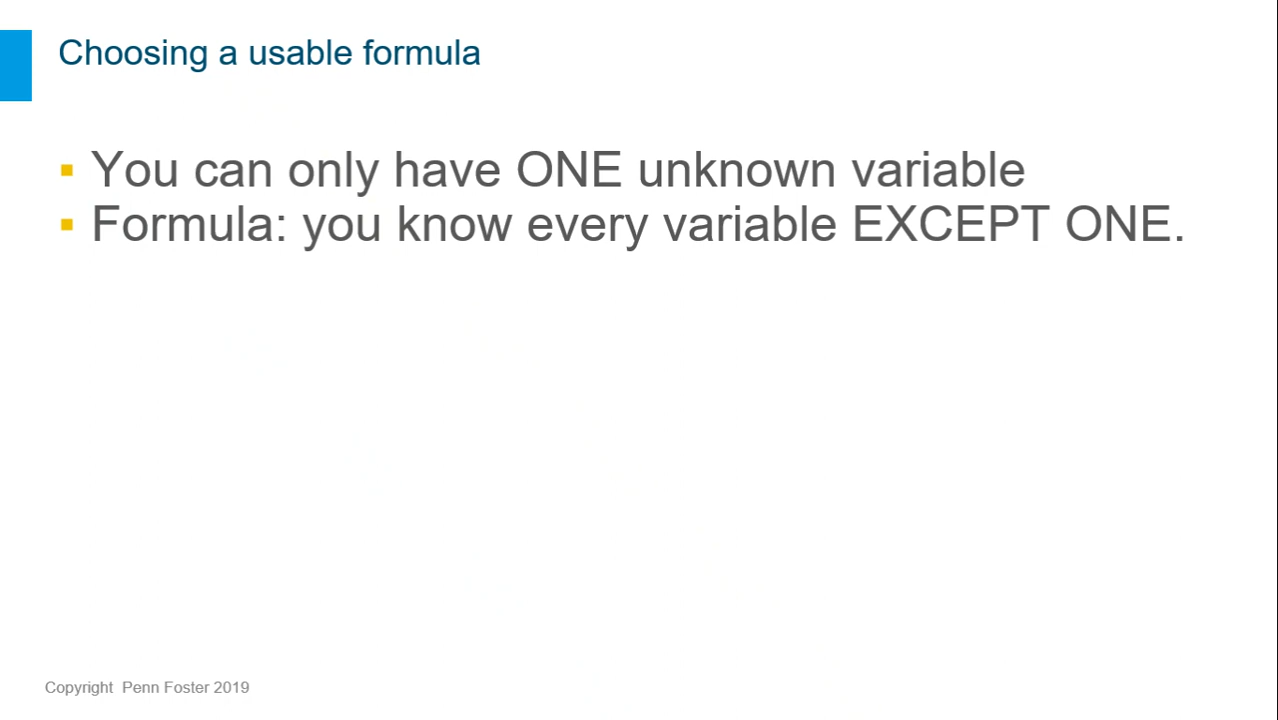 Choosing a usable formula
▪ You can only have ONE unknown variable
▪ Formula: you know every variable EXCEPT ONE.
Copyright Penn Foster 2019